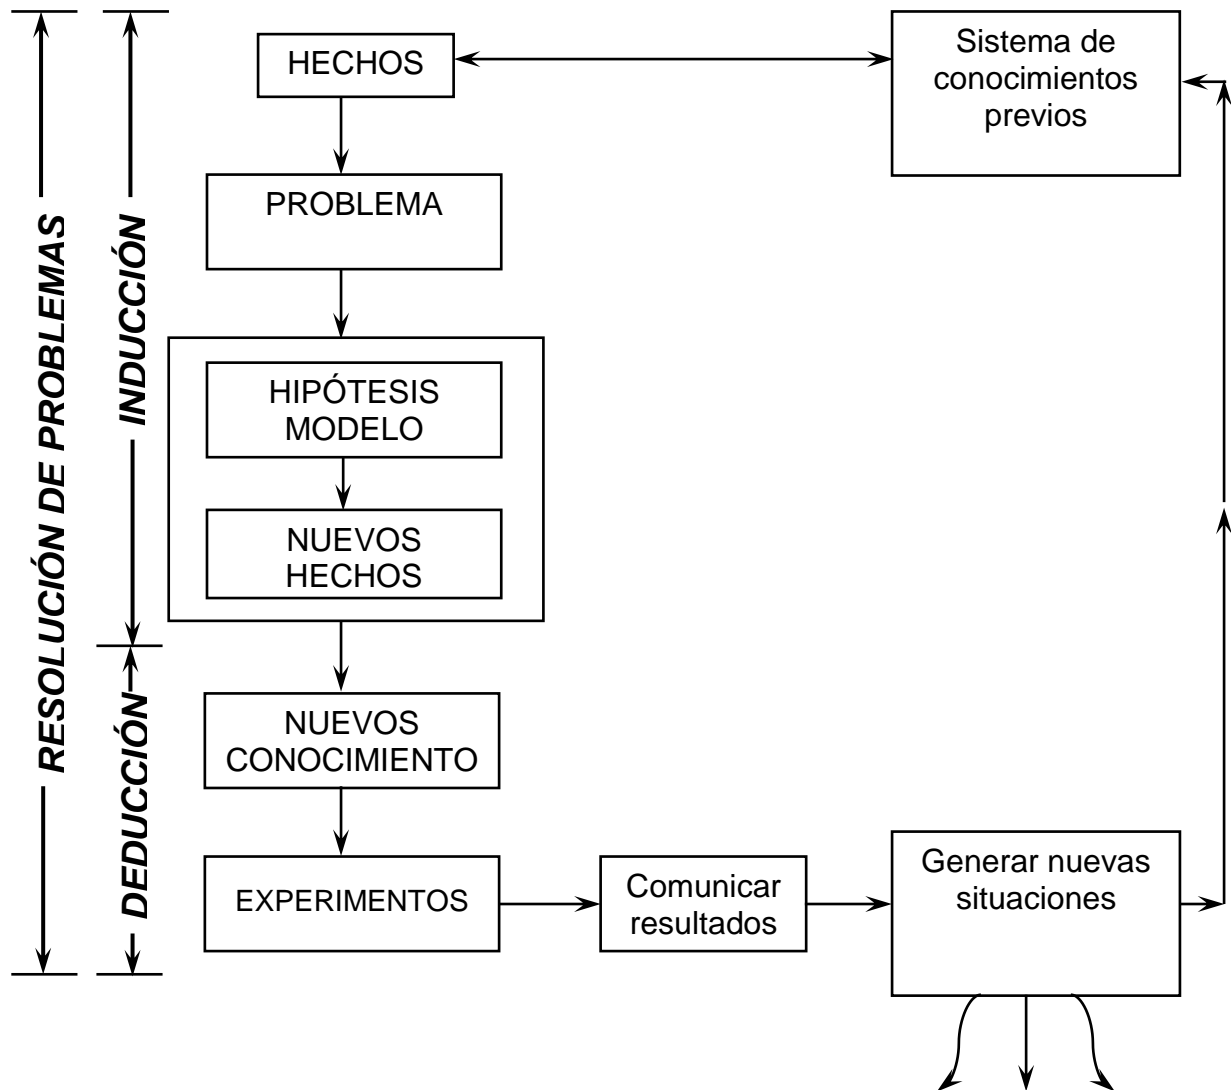 HECHOS
Sistema de
conocimientos
previos
PROBLEMA
HIPÓTESIS
MODELO
NUEVOS
HECHOS
NUEVOS
CONOCIMIENTO
EXPERIMENTOS
Comunicar
resultados
Generar nuevas
situaciones
RESOLUCIÓN DE PROBLEMAS
INDUCCIÓN
DEDUCCIÓN